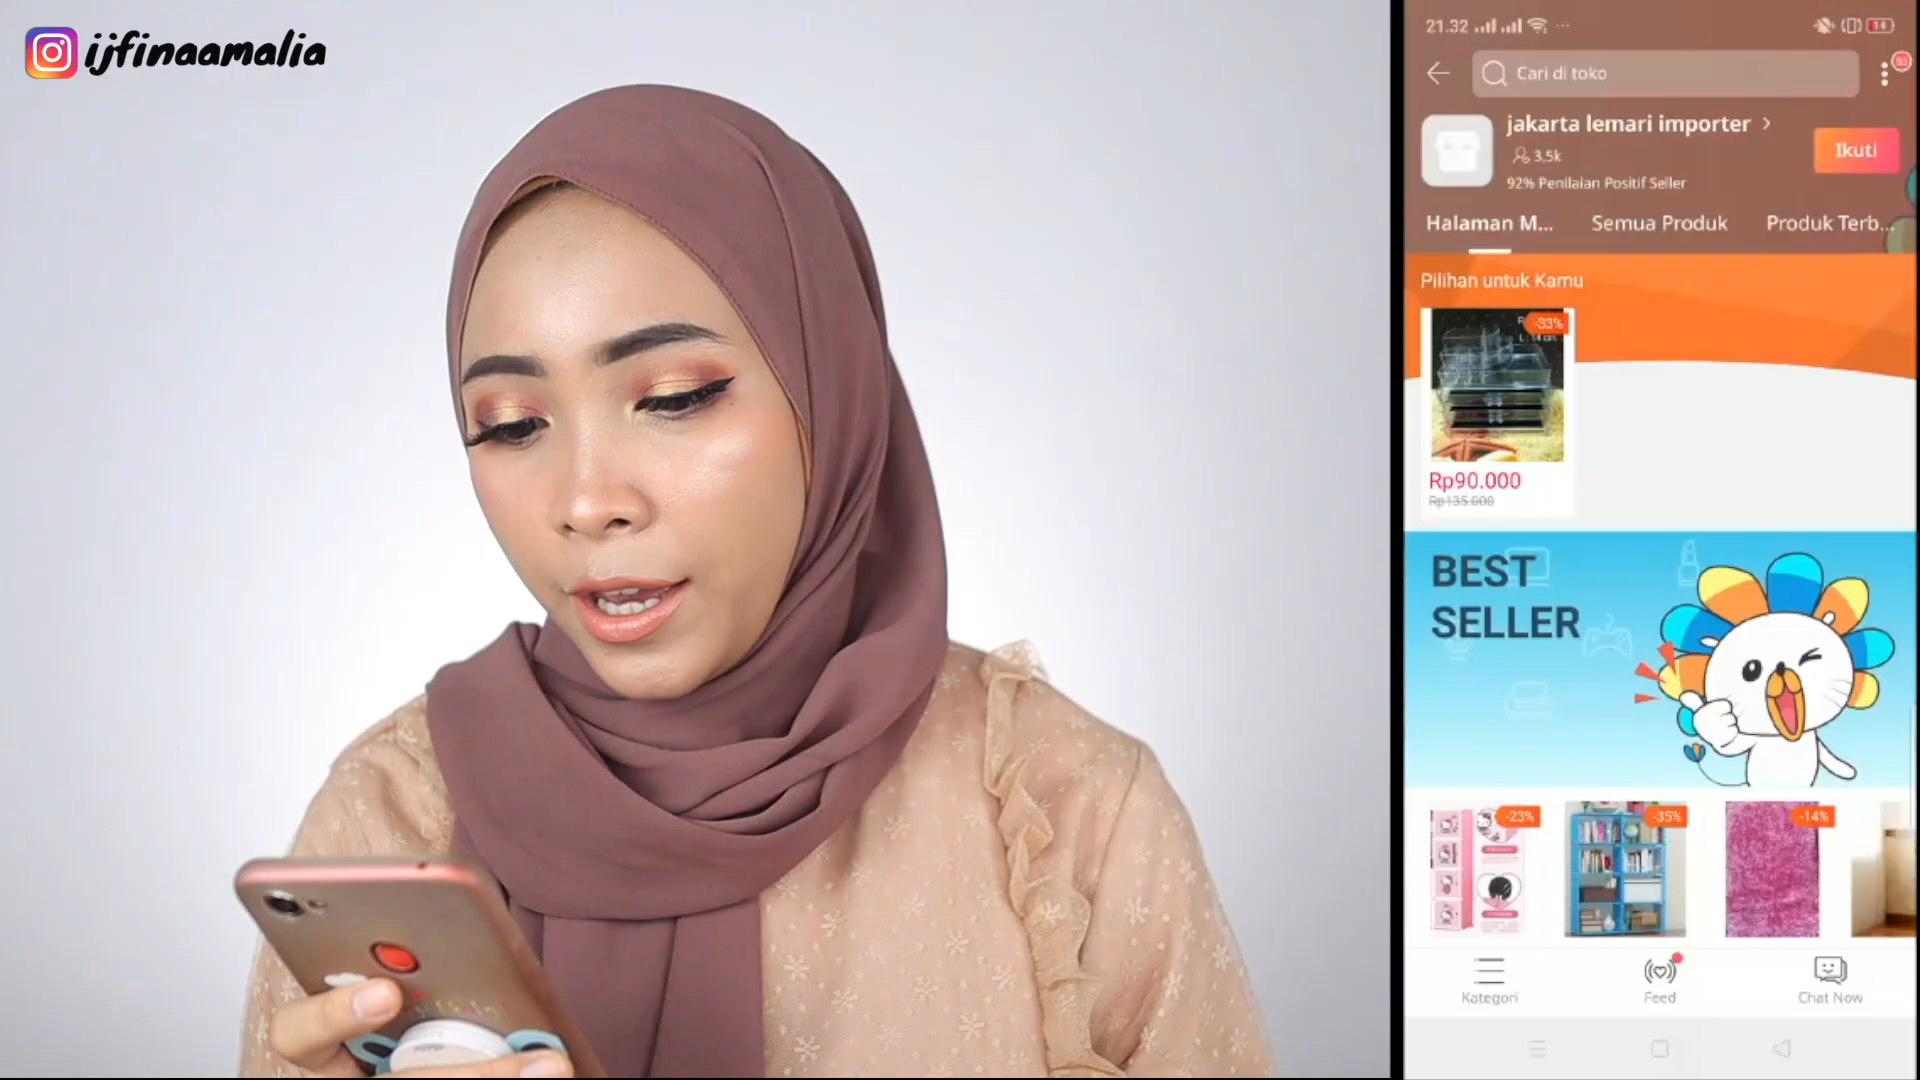 ijfinaamalia
21.32
34
Cari di toko
50
jakarta lemari importer
3,5k
92% Penilaian Positif Seller
Ikuti
Halaman M...
Semua Produk
Produk Terb...
Pilihan untuk Kamu
-33%
Rp90.000
Rp135.000
BEST
SELLER
-23%
-35%
-14%
Kategori
Feed
Chat Now